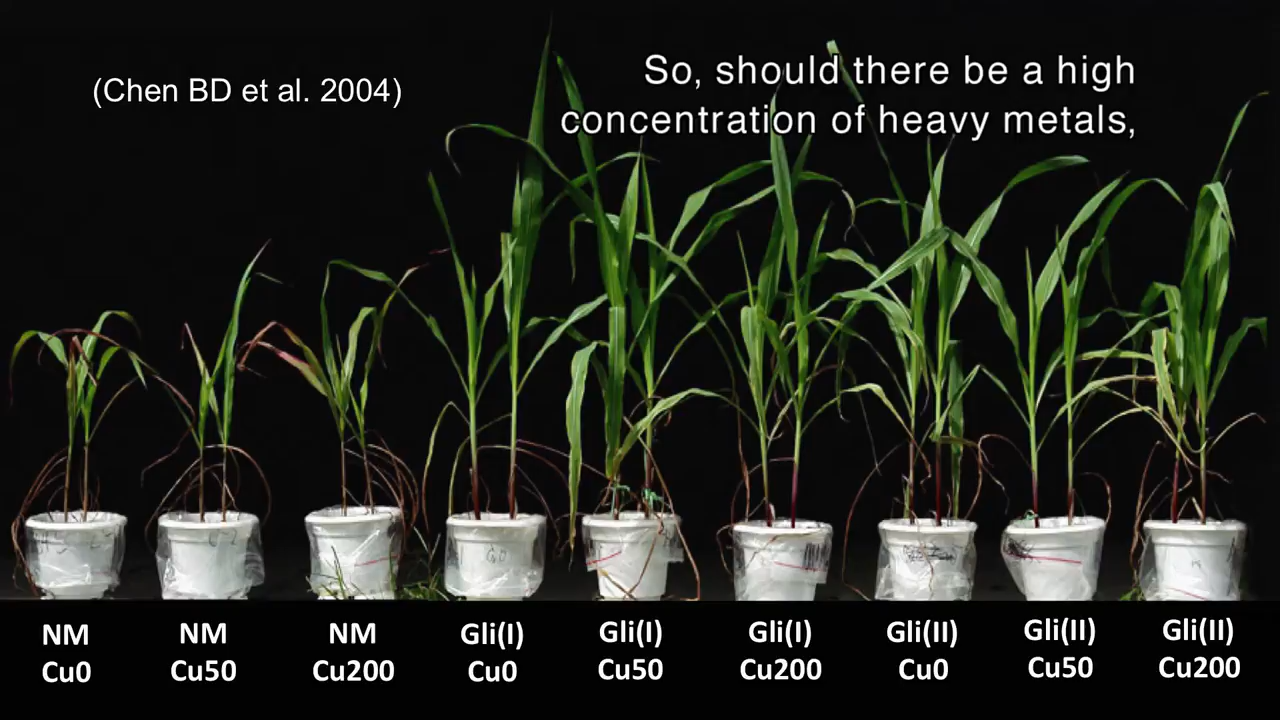 (Chen BD et al. 2004)
So, should there be a high
concentration of heavy metals,
NM
Cu0
NM
Cu50
NM
Cu200
Gli(I)
Cu0
Gli(I)
Cu50
Gli(I)
Cu200
Gli(II)
Cu0
Gli(II)
Cu50
Gli(II)
Cu200